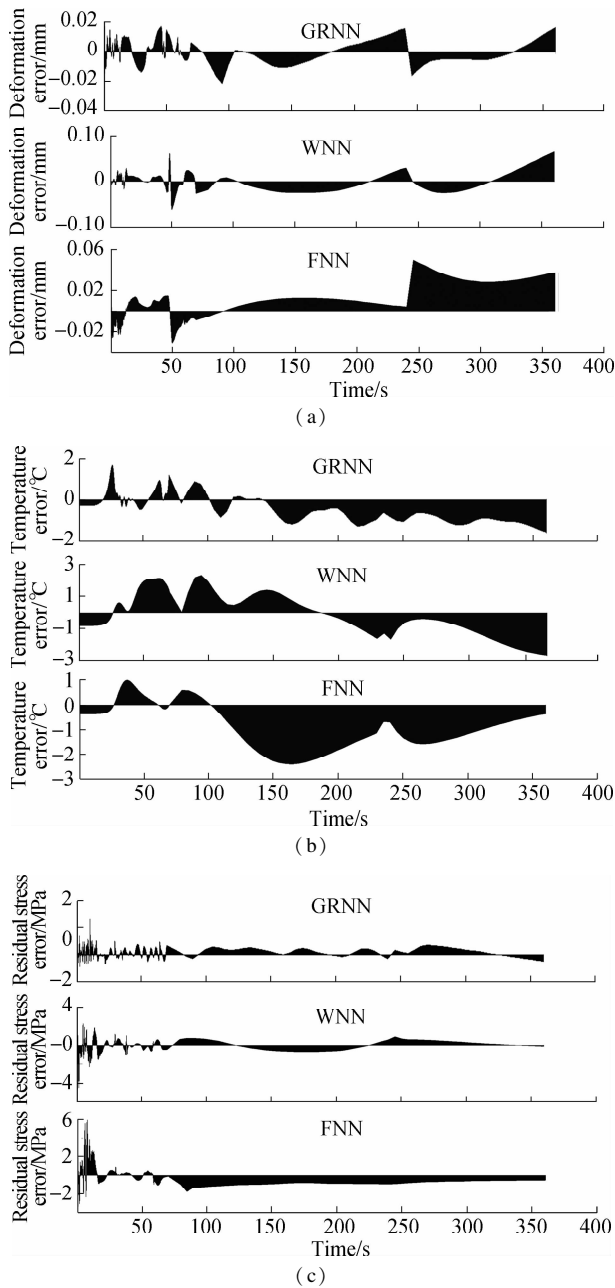 0.02
0
−0.02
−0.04
Deformation
error/mm
GRNN
0.10
0
−0.10
Deformation
error/mm
WNN
0.06
0.02
−0.02
Deformation
error/mm
FNN
50 100 150 200 250 300 350 400
Time/s
(a)
2
0
−2
Temperature
error/℃
GRNN
3
1
−1
−3
Temperature
error/℃
WNN
1
0
−1
−2
−3
Temperature
error/℃
FNN
50 100 150 200 250 300 350 400
Time/s
(b)
2
0
−2
Residual stress
error/MPa
GRNN
4
−0
−4
−6
Residual stress
error/MPa
WNN
6
2
−2
Residual stress
error/MPa
FNN
50 100 150 200 250 300 350 400
Time/s
(c)